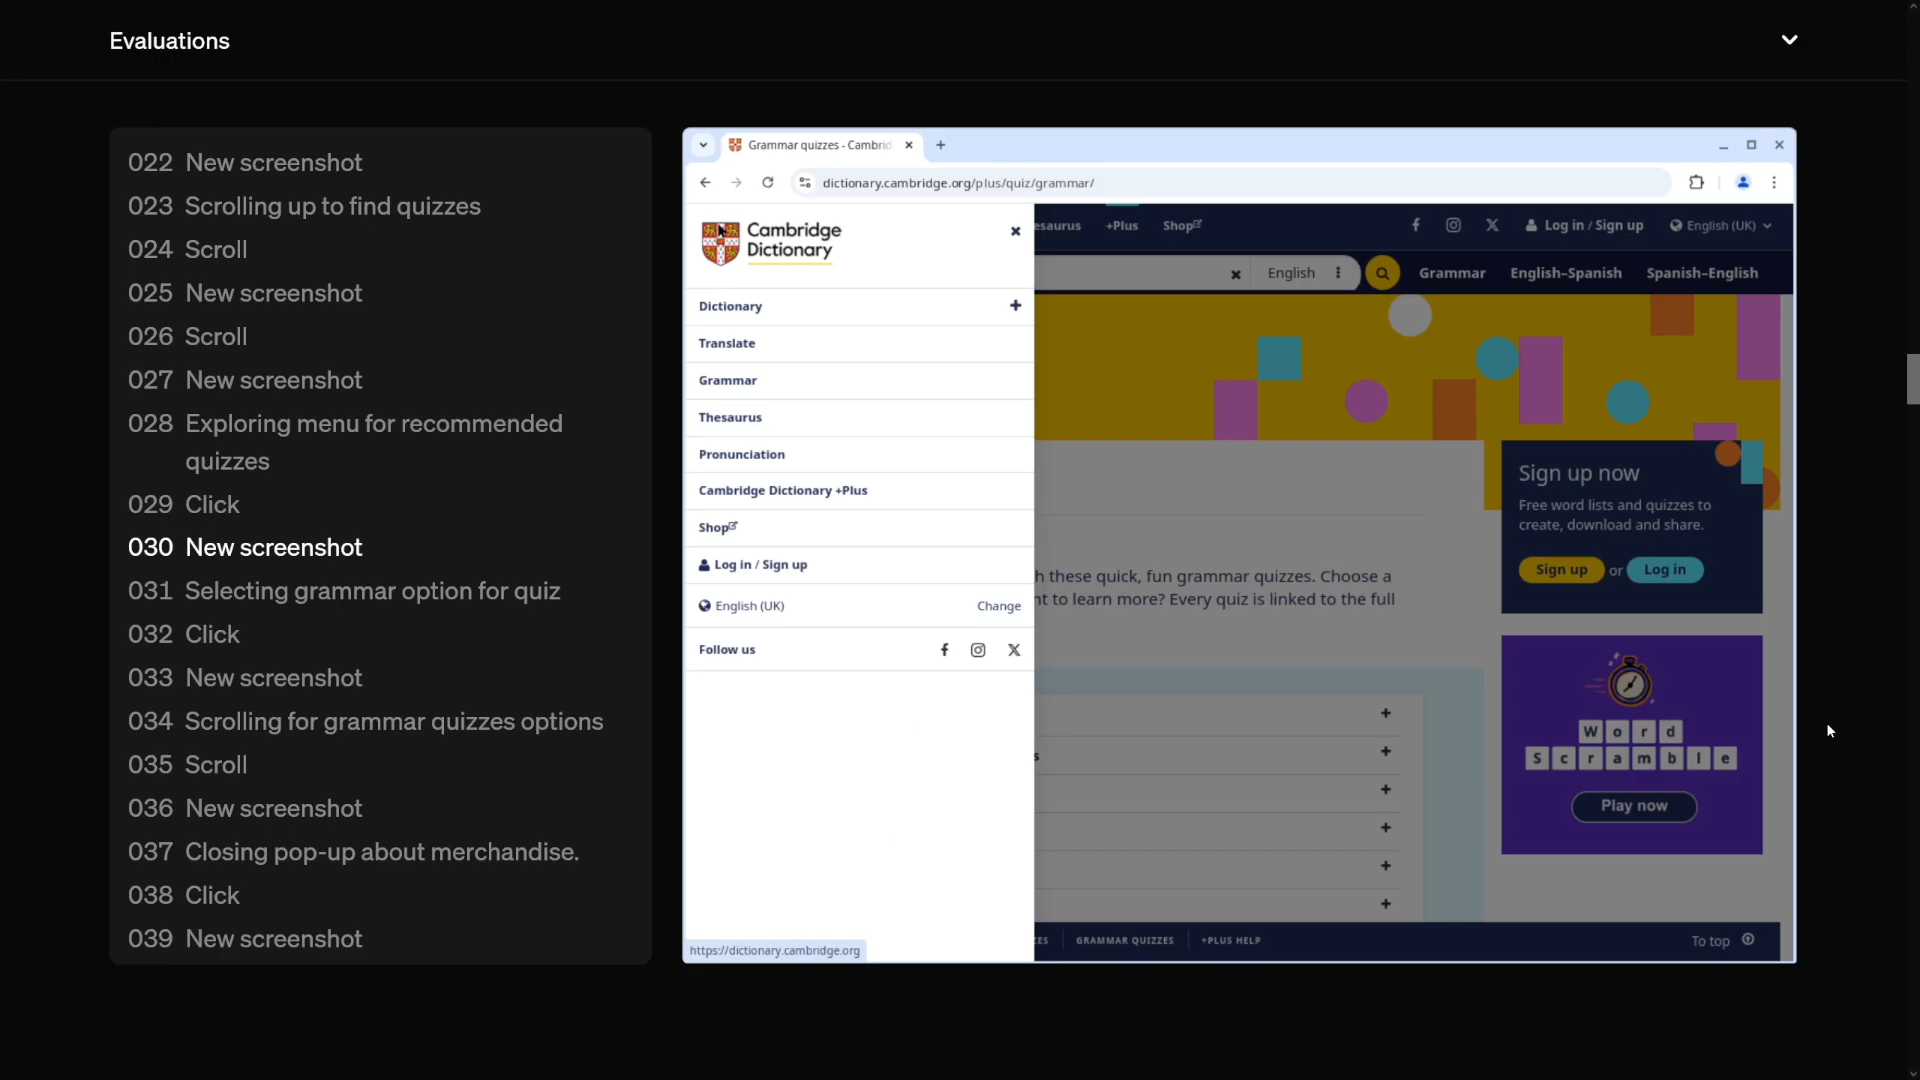 Evaluations
022 New screenshot
023 Scrolling up to find quizzes
024 Scroll
025 New screenshot
026 Scroll
027 New screenshot
028 Exploring menu for recommended
quizzes
029 Click
030 New screenshot
031 Selecting grammar option for quiz
032 Click
033 New screenshot
034 Scrolling for grammar quizzes options
035 Scroll
036 New screenshot
037 Closing pop-up about merchandise.
038 Click
039 New screenshot
Grammar quizzes - Cambrid
dictionary.cambridge.org/plus/quiz/grammar/
Cambridge
Dictionary
Dictionary
Translate
Grammar
Thesaurus
Pronunciation
Cambridge Dictionary +Plus
Shop
Log in / Sign up
English (UK) Change
Follow us
https://dictionary.cambridge.org
esaurus +Plus Shop Log in / Sign up English (UK)
English Grammar English–Spanish Spanish–English
h these quick, fun grammar quizzes. Choose a
nt to learn more? Every quiz is linked to the full
s
Sign up now
Free word lists and quizzes to
create, download and share.
Sign up or Log in
Word
Scramble
Play now
ZES GRAMMAR QUIZZES +PLUS HELP To top